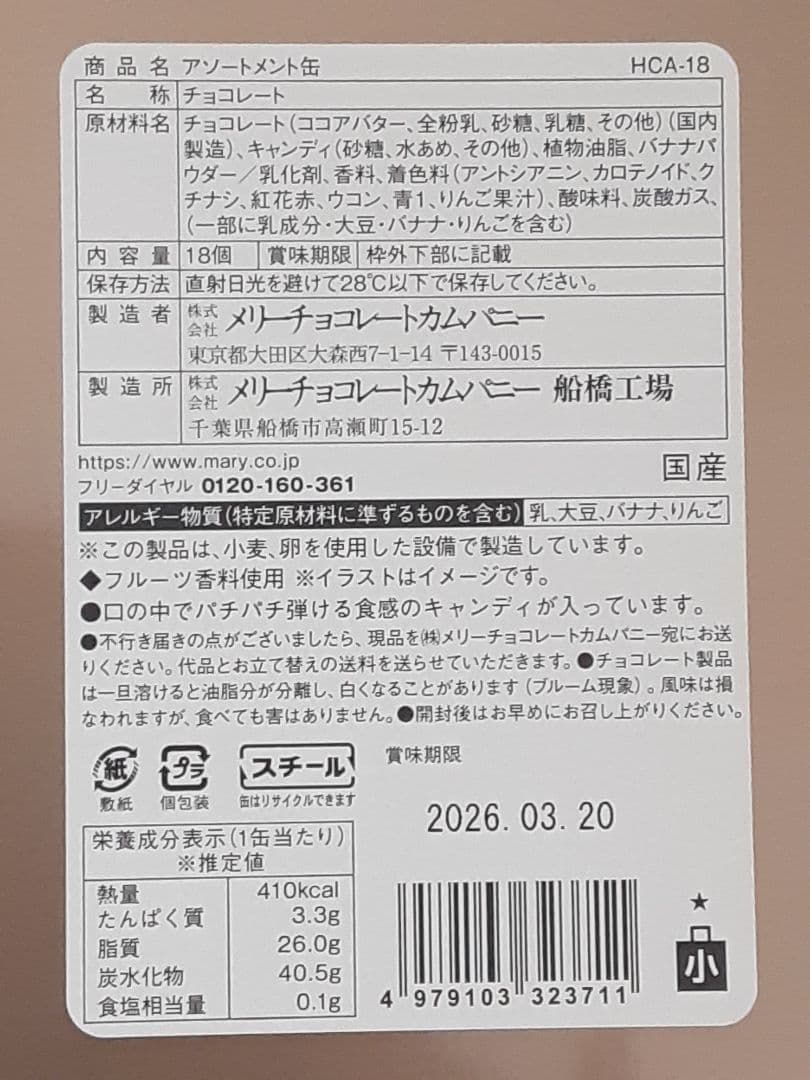 商品名 アソートメント缶 HCA-18
名称 チョコレート
原材料名 チョコレート(ココアバター、全粉乳、砂糖、乳糖、その他)(国内
製造)、キャンディ(砂糖、水あめ、その他)、植物油脂、バナナパ
ウダー/乳化剤、香料、着色料(アントシアニン、カロテノイド、ク
チナシ、紅花赤、ウコン、青1、りんご果汁)、酸味料、炭酸ガス、
(一部に乳成分・大豆・バナナ・りんごを含む)
内容量 18個 賞味期限 枠外下部に記載
保存方法 直射日光を避けて28℃以下で保存してください。
製造者 株式会社 メリーチョコレートカムパニー
東京都大田区大森西7-1-14 〒143-0015
製造所 株式会社 メリーチョコレートカムパニー 船橋工場
千葉県船橋市高瀬町15-12
https://www.mary.co.jp
フリーダイヤル 0120-160-361
国産
アレルギー物質(特定原材料に準ずるものを含む) 乳、大豆、バナナ、りんご
※この製品は、小麦、卵を使用した設備で製造しています。
◆フルーツ香料使用 ※イラストはイメージです。
●口の中でパチパチ弾ける食感のキャンディが入っています。
●不行き届きの点がございましたら、現品を㈱メリーチョコレートカムパニー宛にお送
りください。代品とお立て替えの送料を送らせていただきます。●チョコレート製品
は一旦溶けると油脂分が分離し、白くなることがあります(ブルーム現象)。風味は損
なわれますが、食べても害はありません。●開封後はお早めにお召し上がりください。
紙 プラ スチール
敷紙 個包装 缶はリサイクルできます
賞味期限
2026.03.20
栄養成分表示(1缶当たり)
※推定値
熱量 410kcal
たんぱく質 3.3g
脂質 26.0g
炭水化物 40.5g
食塩相当量 0.1g
4 979103 323711
★
小